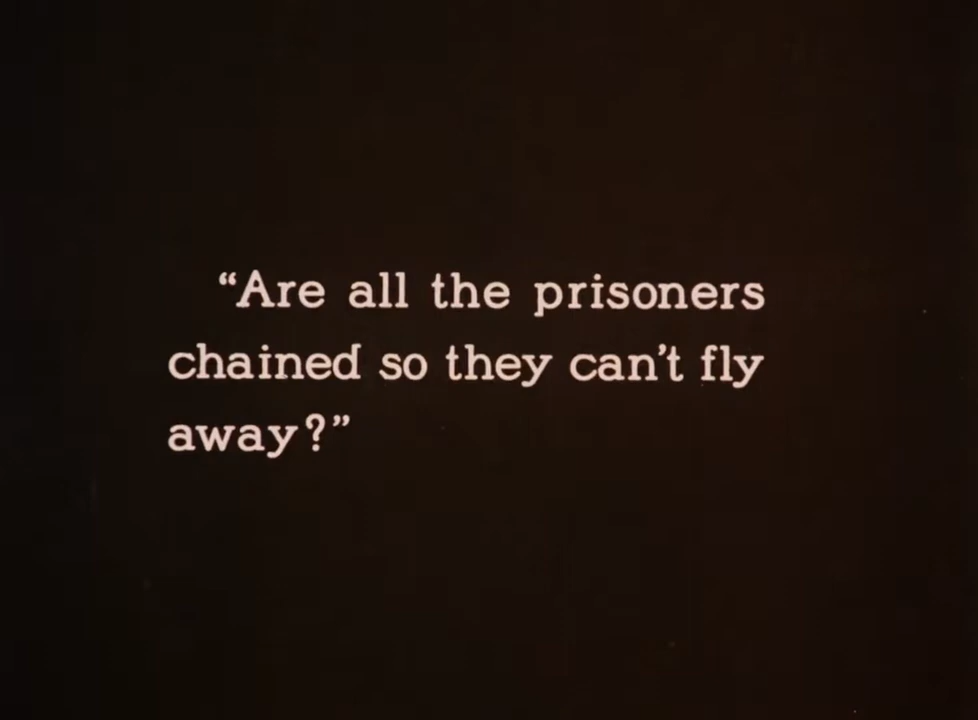 “Are all the prisoners
chained so they can’t fly
away?”